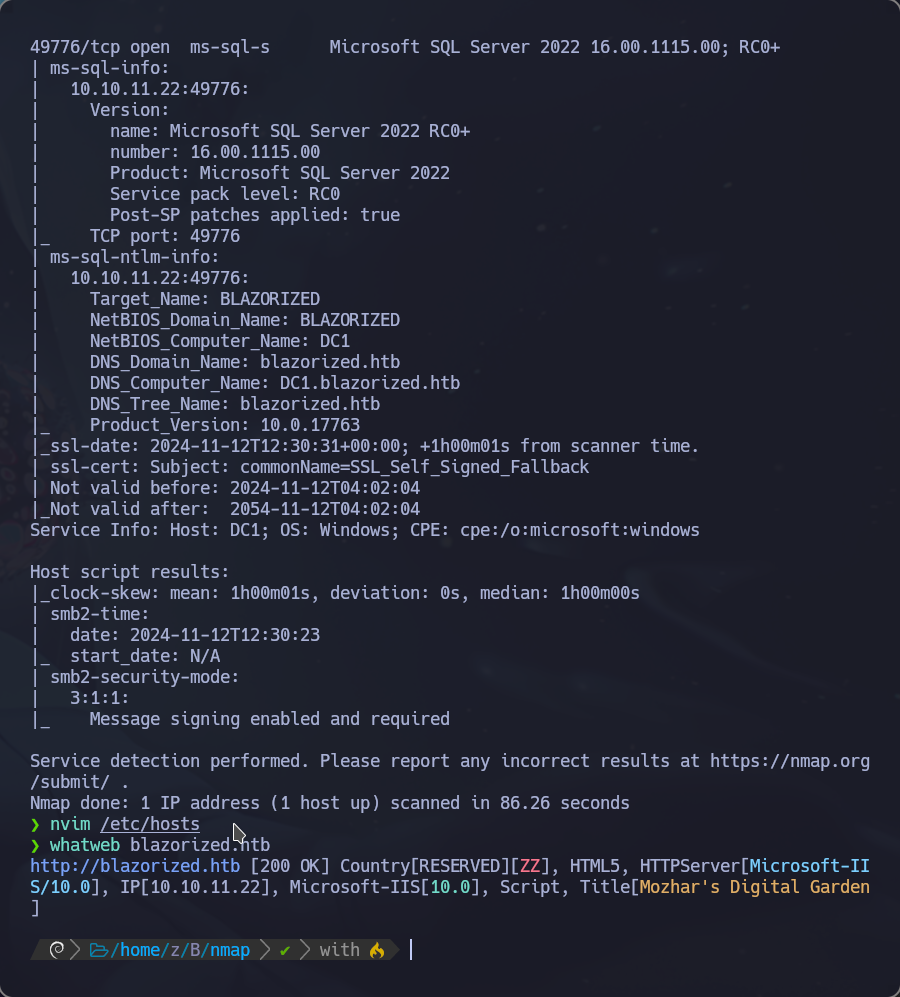 49776/tcp open  ms-sql-s      Microsoft SQL Server 2022 16.00.1115.00; RC0+
| ms-sql-info:
|   10.10.11.22:49776:
|     Version:
|       name: Microsoft SQL Server 2022 RC0+
|       number: 16.00.1115.00
|       Product: Microsoft SQL Server 2022
|       Service pack level: RC0
|       Post-SP patches applied: true
|_    TCP port: 49776
| ms-sql-ntlm-info:
|   10.10.11.22:49776:
|     Target_Name: BLAZORIZED
|     NetBIOS_Domain_Name: BLAZORIZED
|     NetBIOS_Computer_Name: DC1
|     DNS_Domain_Name: blazorized.htb
|     DNS_Computer_Name: DC1.blazorized.htb
|     DNS_Tree_Name: blazorized.htb
|_    Product_Version: 10.0.17763
|_ssl-date: 2024-11-12T12:30:31+00:00; +1h00m01s from scanner time.
| ssl-cert: Subject: commonName=SSL_Self_Signed_Fallback
| Not valid before: 2024-11-12T04:02:04
|_Not valid after:  2054-11-12T04:02:04
Service Info: Host: DC1; OS: Windows; CPE: cpe:/o:microsoft:windows

Host script results:
|_clock-skew: mean: 1h00m01s, deviation: 0s, median: 1h00m00s
| smb2-time:
|   date: 2024-11-12T12:30:23
|_  start_date: N/A
| smb2-security-mode:
|   3:1:1:
|_    Message signing enabled and required

Service detection performed. Please report any incorrect results at https://nmap.org
/submit/ .
Nmap done: 1 IP address (1 host up) scanned in 86.26 seconds
❯ nvim /etc/hosts
❯ whatweb blazorized.htb
http://blazorized.htb [200 OK] Country[RESERVED][ZZ], HTML5, HTTPServer[Microsoft-II
S/10.0], IP[10.10.11.22], Microsoft-IIS[10.0], Script, Title[Mozhar's Digital Garden
]

/home/z/B/nmap ✔ with 🔥